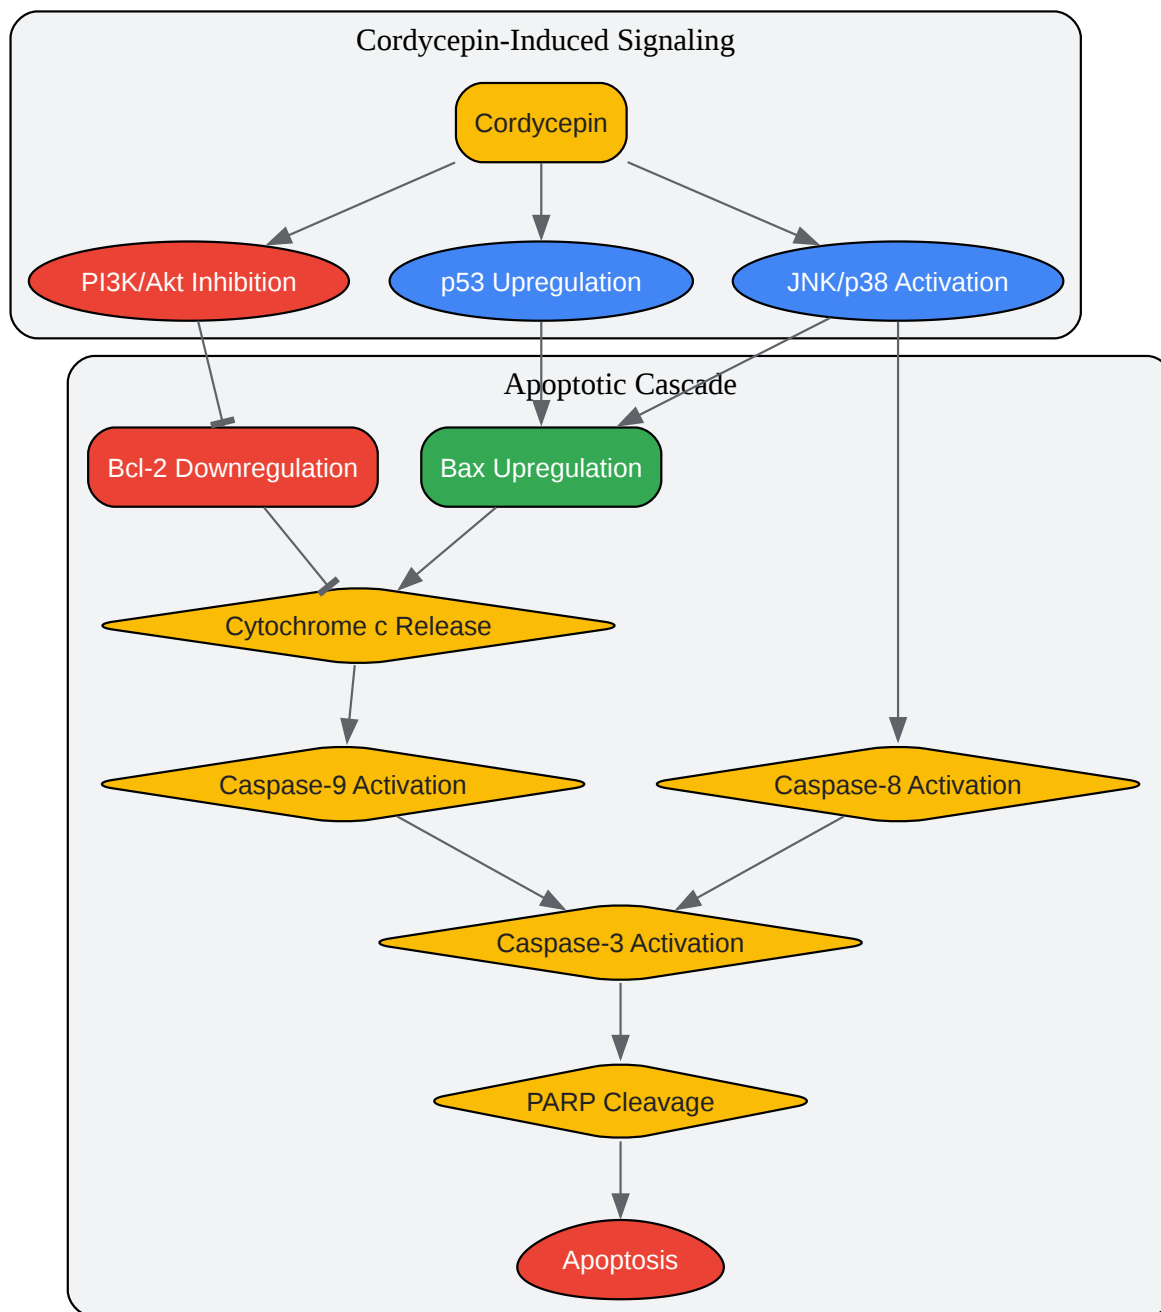 Cordycepin-Induced Signaling
Cordycepin
PI3K/Akt Inhibition
p53 Upregulation
JNK/p38 Activation
Apoptotic Cascade
Bcl-2 Downregulation
Bax Upregulation
Cytochrome c Release
Caspase-9 Activation
Caspase-8 Activation
Caspase-3 Activation
PARP Cleavage
Apoptosis